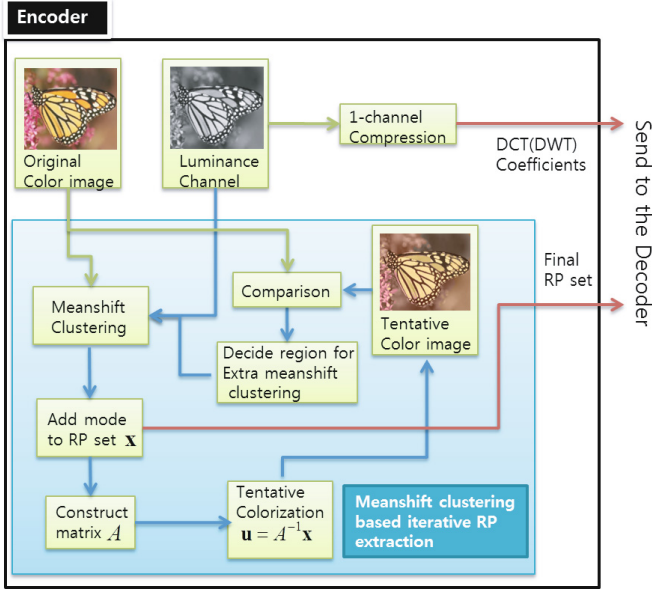 Encoder
Original
Color image
Luminance
Channel
1-channel
Compression
DCT(DWT)
Coefficients
Send to the Decoder
Meanshift
Clustering
Comparison
Tentative
Color image
Final
RP set
Decide region for
Extra meanshift
clustering
Add mode
to RP set x
Construct
matrix A
Tentative
Colorization
u = A⁻¹x
Meanshift clustering
based iterative RP
extraction